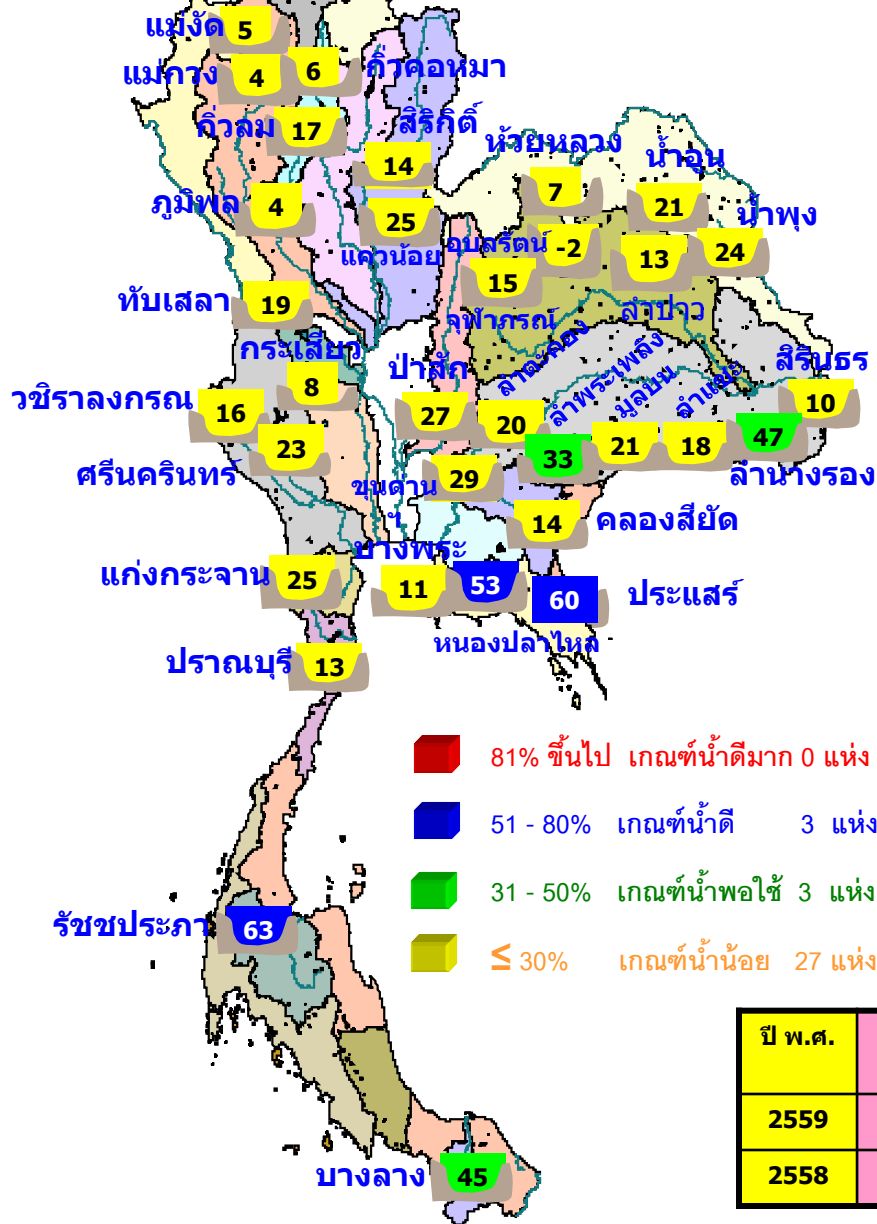 แม่งัด 5
แม่กวง 4 6 กิ่วคอหมา
กิ่วลม 17 สิริกิติ์
14 ห้วยหลวง น้ำอูน
ภูมิพล 4 25 7 21 น้ำพุง
แควน้อย อุบลรัตน์ -2 13 24
15
ทับเสลา 19 จุฬาภรณ์ ลำปาว
กระเสียว ป่าสัก ลำตะคอง ลำพระเพลิง มูลบน ลำแชะ สิรินธร
วชิราลงกรณ 16 8 27 20 10
ศรีนครินทร์ 23 29 33 21 18 47 ลำนางรอง
ขุนด่าน
ฯ 14 คลองสียัด
บางพระ
แก่งกระจาน 25 11 53 60 ประแสร์
ปราณบุรี 13 หนองปลาไหล
81% ขึ้นไป เกณฑ์น้ำดีมาก 0 แห่ง
51 - 80% เกณฑ์น้ำดี 3 แห่ง
31 - 50% เกณฑ์น้ำพอใช้ 3 แห่ง
รัชชประภา 63
≤ 30% เกณฑ์น้ำน้อย 27 แห่ง
ปี พ.ศ.
2559
2558
บางลาง 45